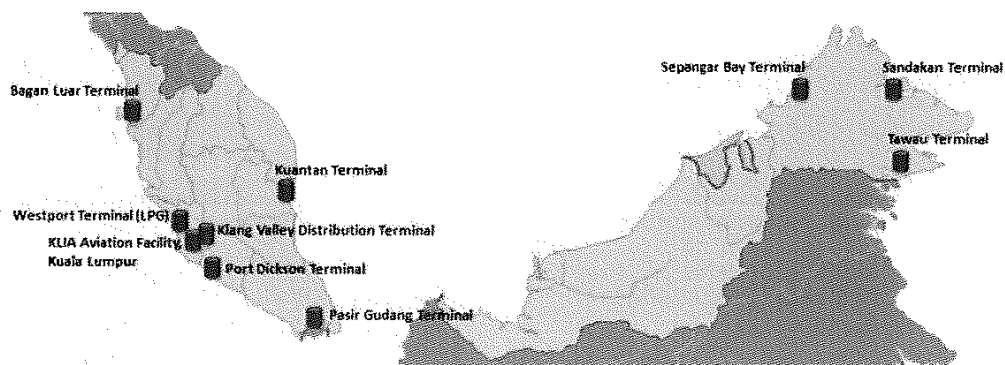 Sepangar Bay Terminal
Sandakan Terminal
Bagan Luar Terminal
Tawau Terminal
Kuantan Terminal
Westport Terminal (LPG)
Klang Valley Distribution Terminal
KLIA Aviation Facility,
Kuala Lumpur
Port Dickson Terminal
Pasir Gudang Terminal